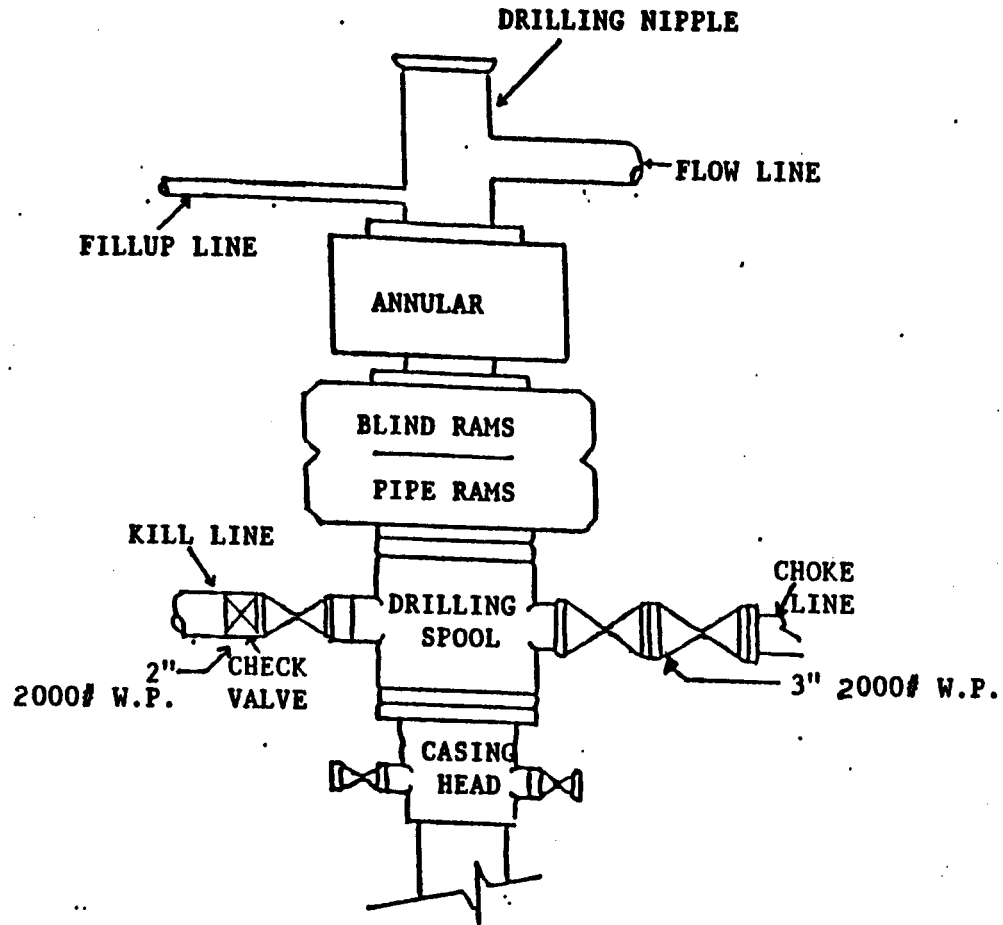 DRILLING NIPPLE
FLOW LINE
FILLUP LINE
ANNULAR
BLIND RAMS
PIPE RAMS
KILL LINE
CHOKE
LINE
DRILLING
SPOOL
2"
2000# W.P.
CHECK
VALVE
3" 2000# W.P.
CASING
HEAD